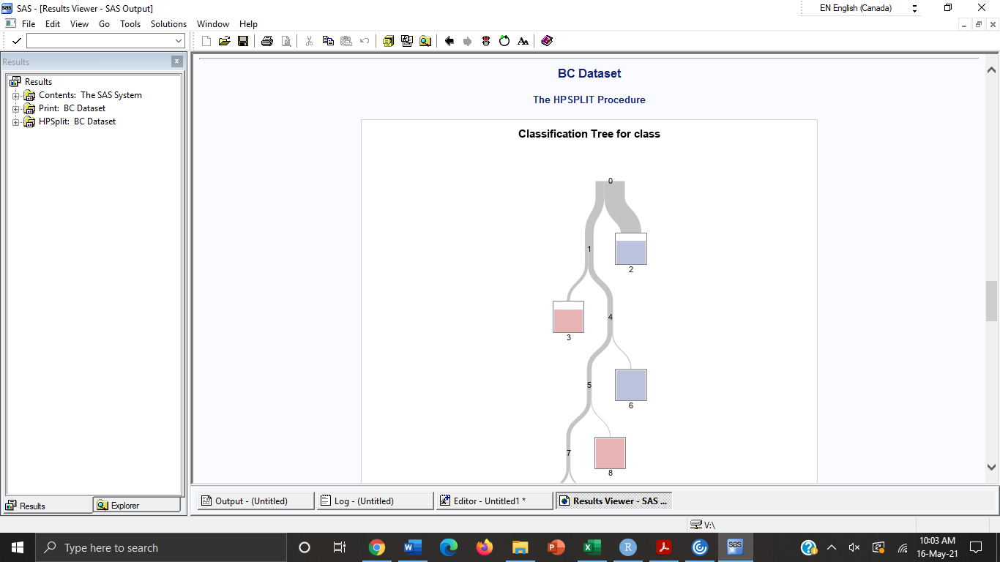 SAS - [Results Viewer - SAS Output]
EN English (Canada)
File Edit View Go Tools Solutions Window Help
Results
Results
Contents: The SAS System
Print: BC Dataset
HPSplit: BC Dataset
BC Dataset
The HPSPLIT Procedure
Classification Tree for class
0
1
2
3
4
5
6
7
8
Results
Explorer
Output - (Untitled)
Log - (Untitled)
Editor - Untitled1 *
Results Viewer - SAS ...
V:\
Type here to search
10:03 AM
16-May-21